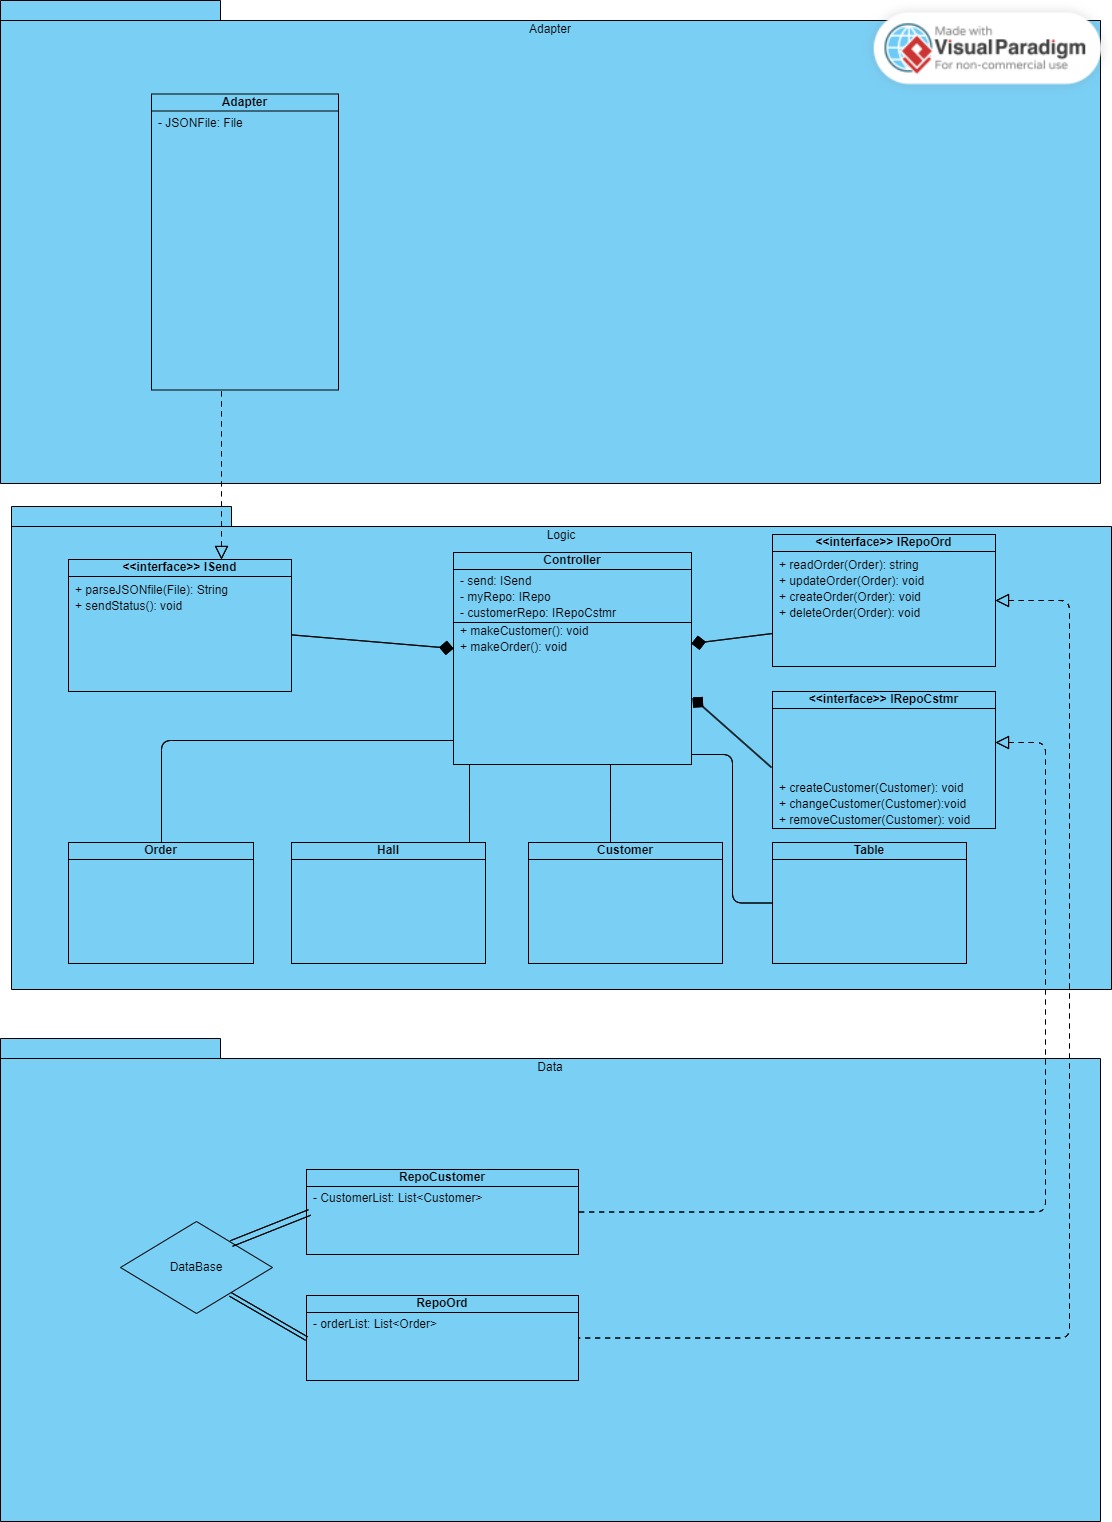 Adapter
Made with
VisualParadigm
For non-commercial use
Adapter
- JSONFile: File
Logic
<<interface>> ISend
+ parseJSONfile(File): String
+ sendStatus(): void
Controller
- send: ISend
- myRepo: IRepo
- customerRepo: IRepoCstmr
+ makeCustomer(): void
+ makeOrder(): void
<<interface>> IRepoOrd
+ readOrder(Order): string
+ updateOrder(Order): void
+ createOrder(Order): void
+ deleteOrder(Order): void
<<interface>> IRepoCstmr
+ createCustomer(Customer): void
+ changeCustomer(Customer):void
+ removeCustomer(Customer): void
Order
Hall
Customer
Table
Data
RepoCustomer
- CustomerList: List<Customer>
DataBase
RepoOrd
- orderList: List<Order>